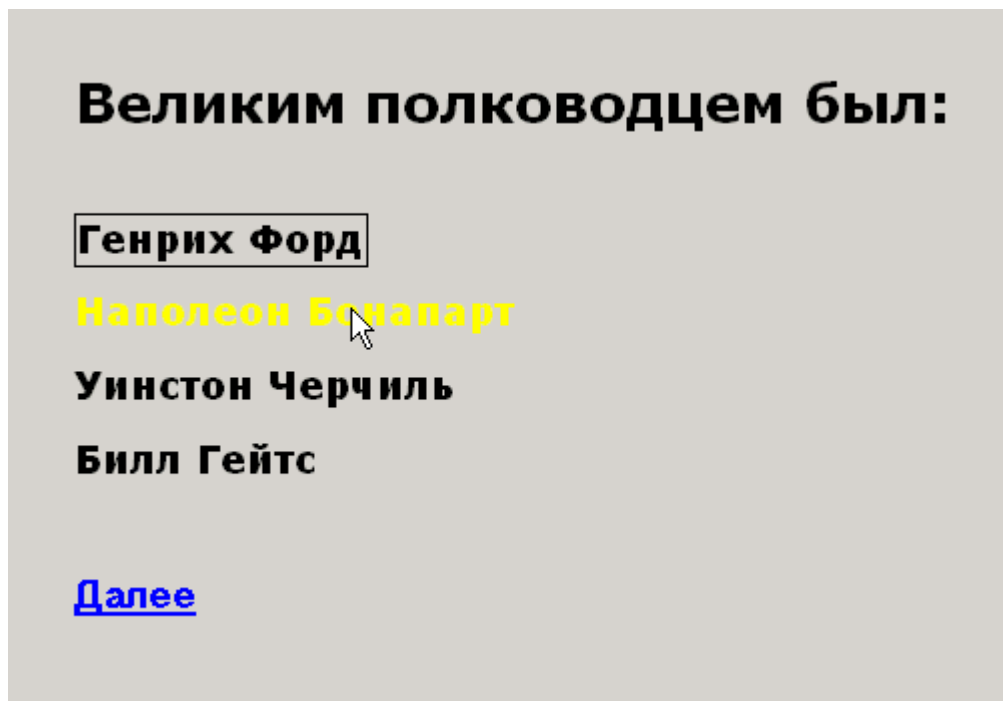 Великим полководцем был:
Генрих Форд
Наполеон Бонапарт
Уинстон Черчиль
Билл Гейтс
Далее